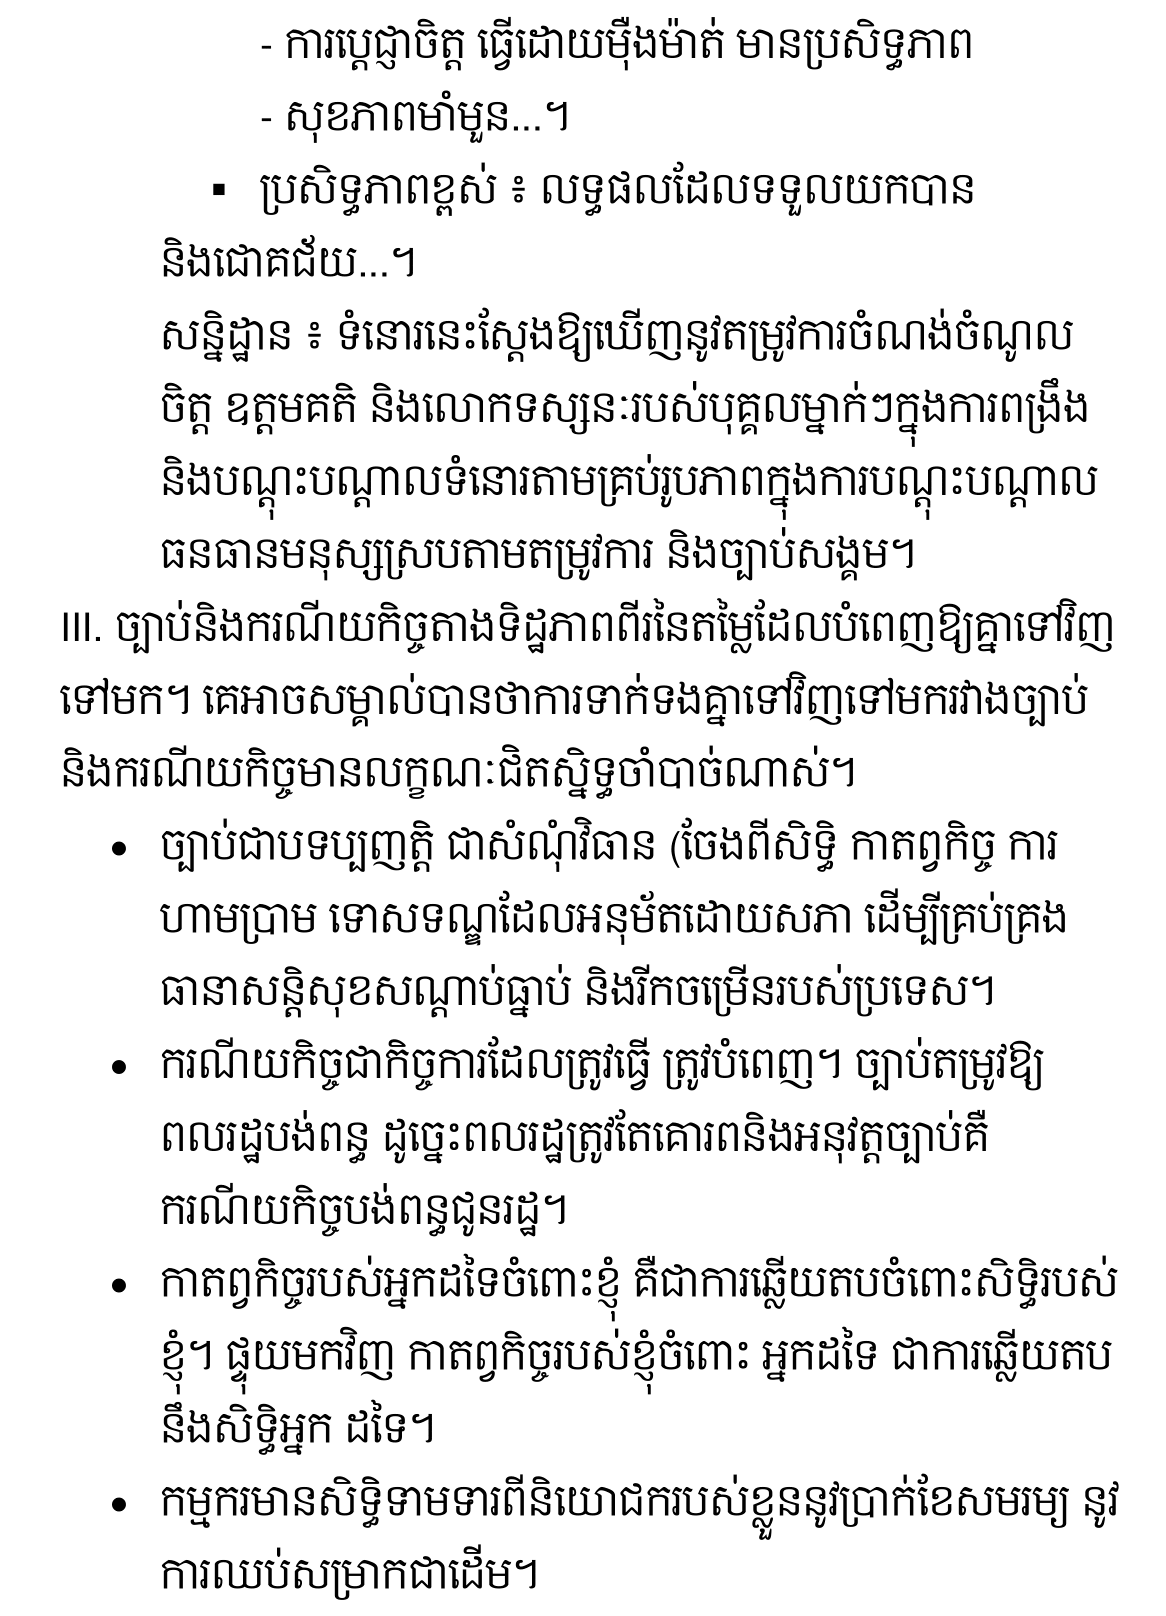 - ការប្តេជ្ញាចិត្ត ធ្វើដោយម៉ឺងម៉ាត់ មានប្រសិទ្ធភាព
- សុខភាពមាំមួន...។
▪ ប្រសិទ្ធភាពខ្ពស់ ៖ លទ្ធផលដែលទទួលយកបាន
និងជោគជ័យ...។
សន្និដ្ឋាន ៖ ទំនោរនេះស្តែងឱ្យឃើញនូវតម្រូវការចំណង់ចំណូល
ចិត្ត ឧត្តមគតិ និងលោកទស្សនៈរបស់បុគ្គលម្នាក់ៗក្នុងការពង្រឹង
និងបណ្តុះបណ្តាលទំនោរតាមគ្រប់រូបភាពក្នុងការបណ្តុះបណ្តាល
ធនធានមនុស្សស្របតាមតម្រូវការ និងច្បាប់សង្គម។
III. ច្បាប់និងករណីយកិច្ចតាងទិដ្ឋភាពពីរនៃតម្លៃដែលបំពេញឱ្យគ្នាទៅវិញ
ទៅមក។ គេអាចសម្គាល់បានថាការទាក់ទងគ្នាទៅវិញទៅមករវាងច្បាប់
និងករណីយកិច្ចមានលក្ខណៈជិតស្និទ្ធចាំបាច់ណាស់។
• ច្បាប់ជាបទប្បញត្តិ ជាសំណុំវិធាន (ចែងពីសិទ្ធិ កាតព្វកិច្ច ការ
ហាមប្រាម ទោសទណ្ឌដែលអនុម័តដោយសភា ដើម្បីគ្រប់គ្រង
ធានាសន្តិសុខសណ្តាប់ធ្នាប់ និងរីកចម្រើនរបស់ប្រទេស។
• ករណីយកិច្ចជាកិច្ចការដែលត្រូវធ្វើ ត្រូវបំពេញ។ ច្បាប់តម្រូវឱ្យ
ពលរដ្ឋបង់ពន្ធ ដូច្នេះពលរដ្ឋត្រូវតែគោរពនិងអនុវត្តច្បាប់គឺ
ករណីយកិច្ចបង់ពន្ធជូនរដ្ឋ។
• កាតព្វកិច្ចរបស់អ្នកដទៃចំពោះខ្ញុំ គឺជាការឆ្លើយតបចំពោះសិទ្ធិរបស់
ខ្ញុំ។ ផ្ទុយមកវិញ កាតព្វកិច្ចរបស់ខ្ញុំចំពោះ អ្នកដទៃ ជាការឆ្លើយតប
នឹងសិទ្ធិអ្នក ដទៃ។
• កម្មករមានសិទ្ធិទាមទារពីនិយោជករបស់ខ្លួននូវប្រាក់ខែសមរម្យ នូវ
ការឈប់សម្រាកជាដើម។